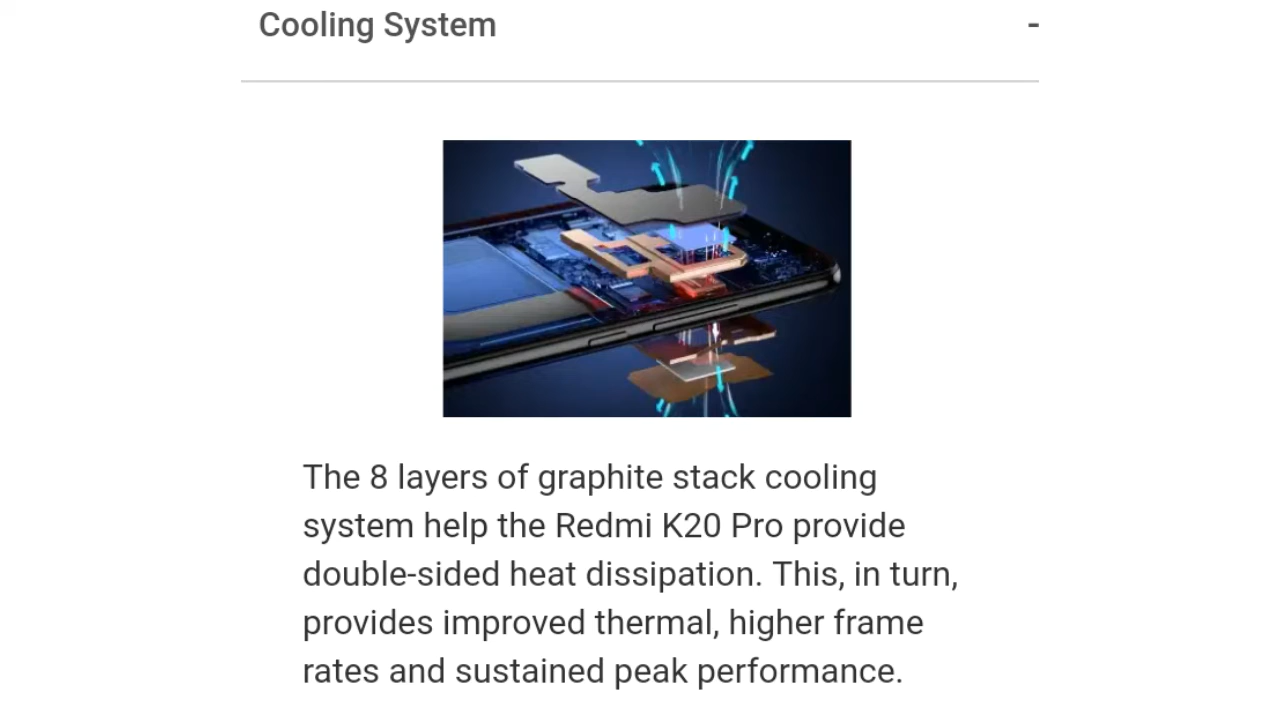 Cooling System -
The 8 layers of graphite stack cooling
system help the Redmi K20 Pro provide
double-sided heat dissipation. This, in turn,
provides improved thermal, higher frame
rates and sustained peak performance.